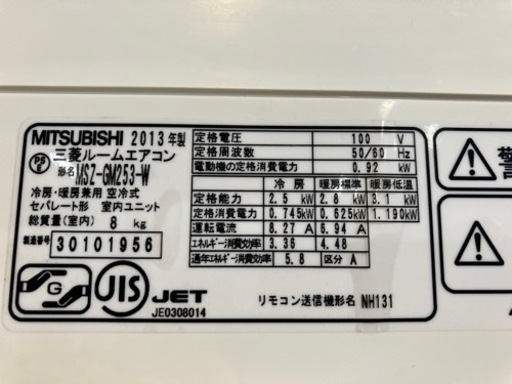 MITSUBISHI 2013年製
三菱ルームエアコン
形名 MSZ-GM253-W
冷房・暖房兼用 空冷式
セパレート形 室内ユニット
総質量(室内) 8 kg
製造番号 30101956
定格電圧 100 V
定格周波数 50/60 Hz
電動機の定格消費電力 0.92 kW
冷房 暖房標準 暖房低温
定格能力 2.5 kW 2.8 kW 3.1 kW
定格消費電力 0.745kW 0.625kW 1.190kW
運転電流 8.27 A 6.94 A
エネルギー消費効率 3.36 4.48
通年エネルギー消費効率 5.8 区分 A
PS E
G
JIS JET
JE0308014
リモコン送信機形名 NH131
警